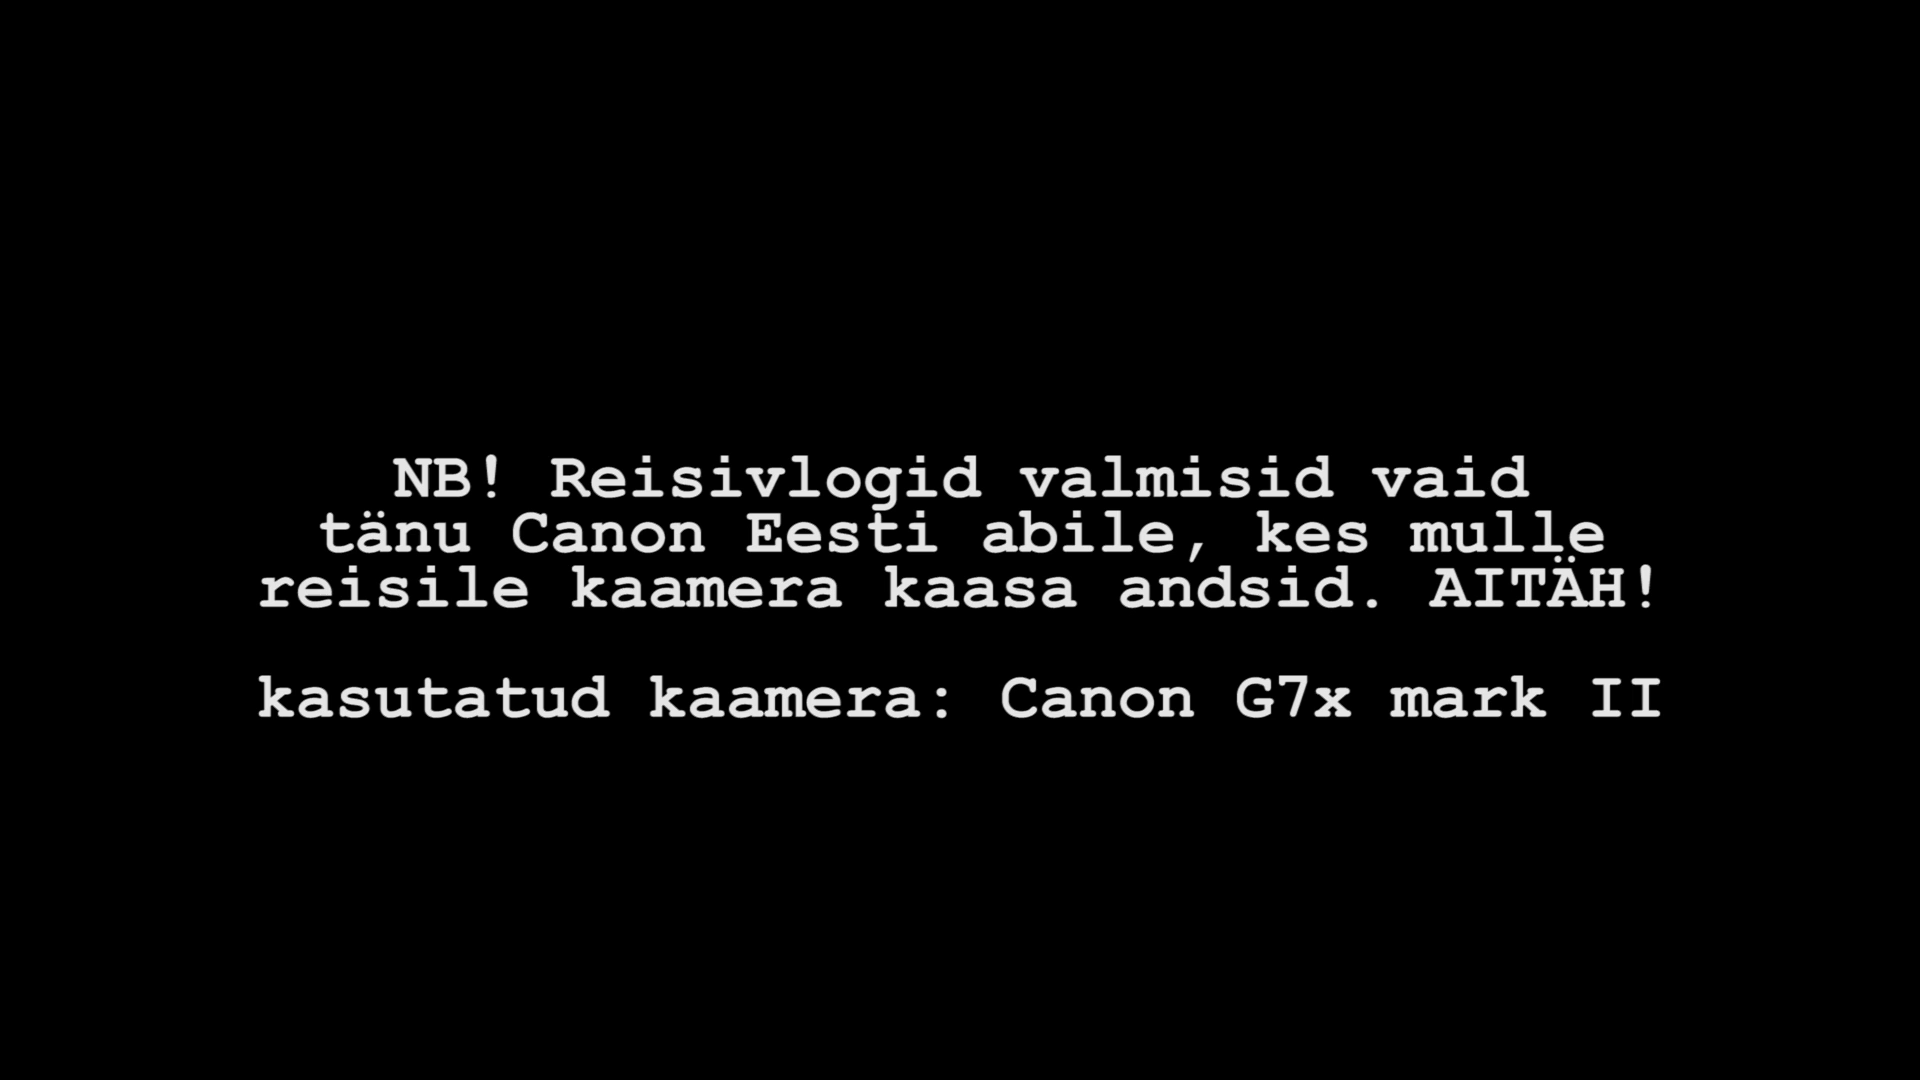 NB! Reisivlogid valmisid vaid
tänu Canon Eesti abile, kes mulle
reisile kaamera kaasa andsid. AITÄH!
kasutatud kaamera: Canon G7x mark II